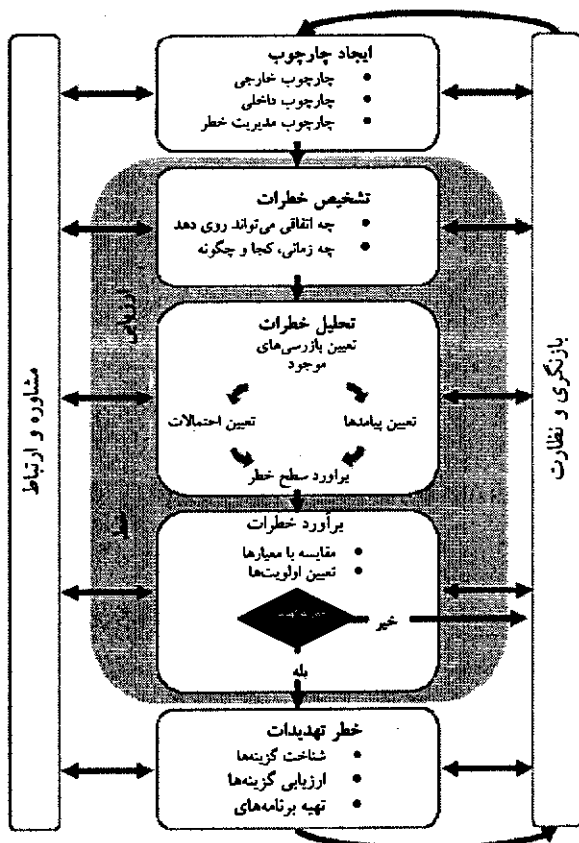 ایجاد چارچوب
• چارچوب خارجی
• چارچوب داخلی
• چارچوب مدیریت خطر
تشخیص خطرات
• چه اتفاقی می‌تواند روی دهد
• چه زمانی، کجا و چگونه
تحلیل خطرات
تعیین بازرسی‌های
موجود
تعیین پیامدها
تعیین احتمالات
براورد سطح خطر
برآورد خطرات
• مقایسه با معیارها
• تعیین اولویت‌ها
خیر
بله
خطر تهدیدات
• شناخت گزینه‌ها
• ارزیابی گزینه‌ها
• تهیه برنامه‌های
بازنگری و نظارت
مشاوره و ارتباط
ارزیابی
خطر